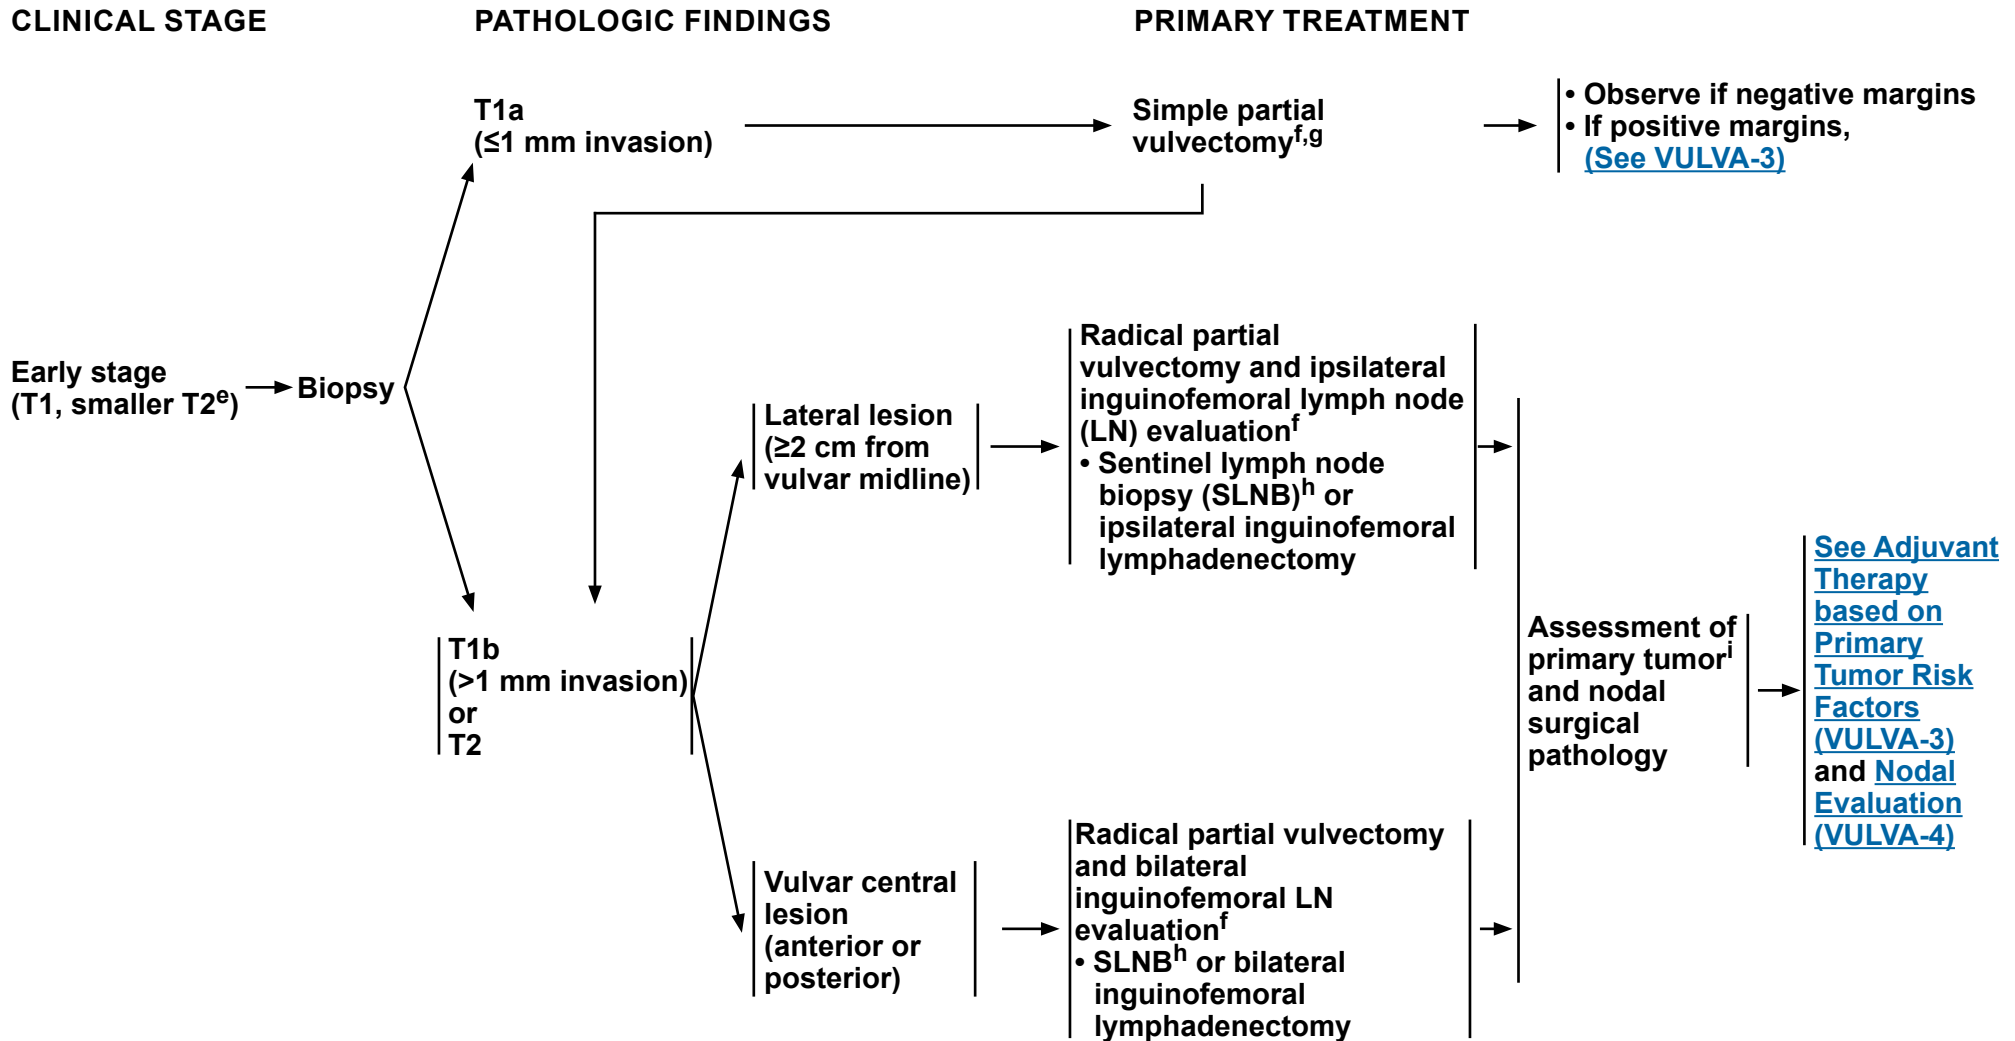 CLINICAL STAGE
PATHOLOGIC FINDINGS
PRIMARY TREATMENT
T1a
(≤1 mm invasion)
Simple partial
vulvectomyf,g
• Observe if negative margins
• If positive margins,
(See VULVA-3)
Early stage
(T1, smaller T2e)
Biopsy
T1b
(>1 mm invasion)
or
T2
Lateral lesion
(≥2 cm from
vulvar midline)
Radical partial
vulvectomy and ipsilateral
inguinofemoral lymph node
(LN) evaluationf
• Sentinel lymph node
biopsy (SLNB)h or
ipsilateral inguinofemoral
lymphadenectomy
Vulvar central
lesion
(anterior or
posterior)
Radical partial vulvectomy
and bilateral
inguinofemoral LN
evaluationf
• SLNBh or bilateral
inguinofemoral
lymphadenectomy
Assessment of
primary tumori
and nodal
surgical
pathology
See Adjuvant
Therapy
based on
Primary
Tumor Risk
Factors
(VULVA-3)
and Nodal
Evaluation
(VULVA-4)